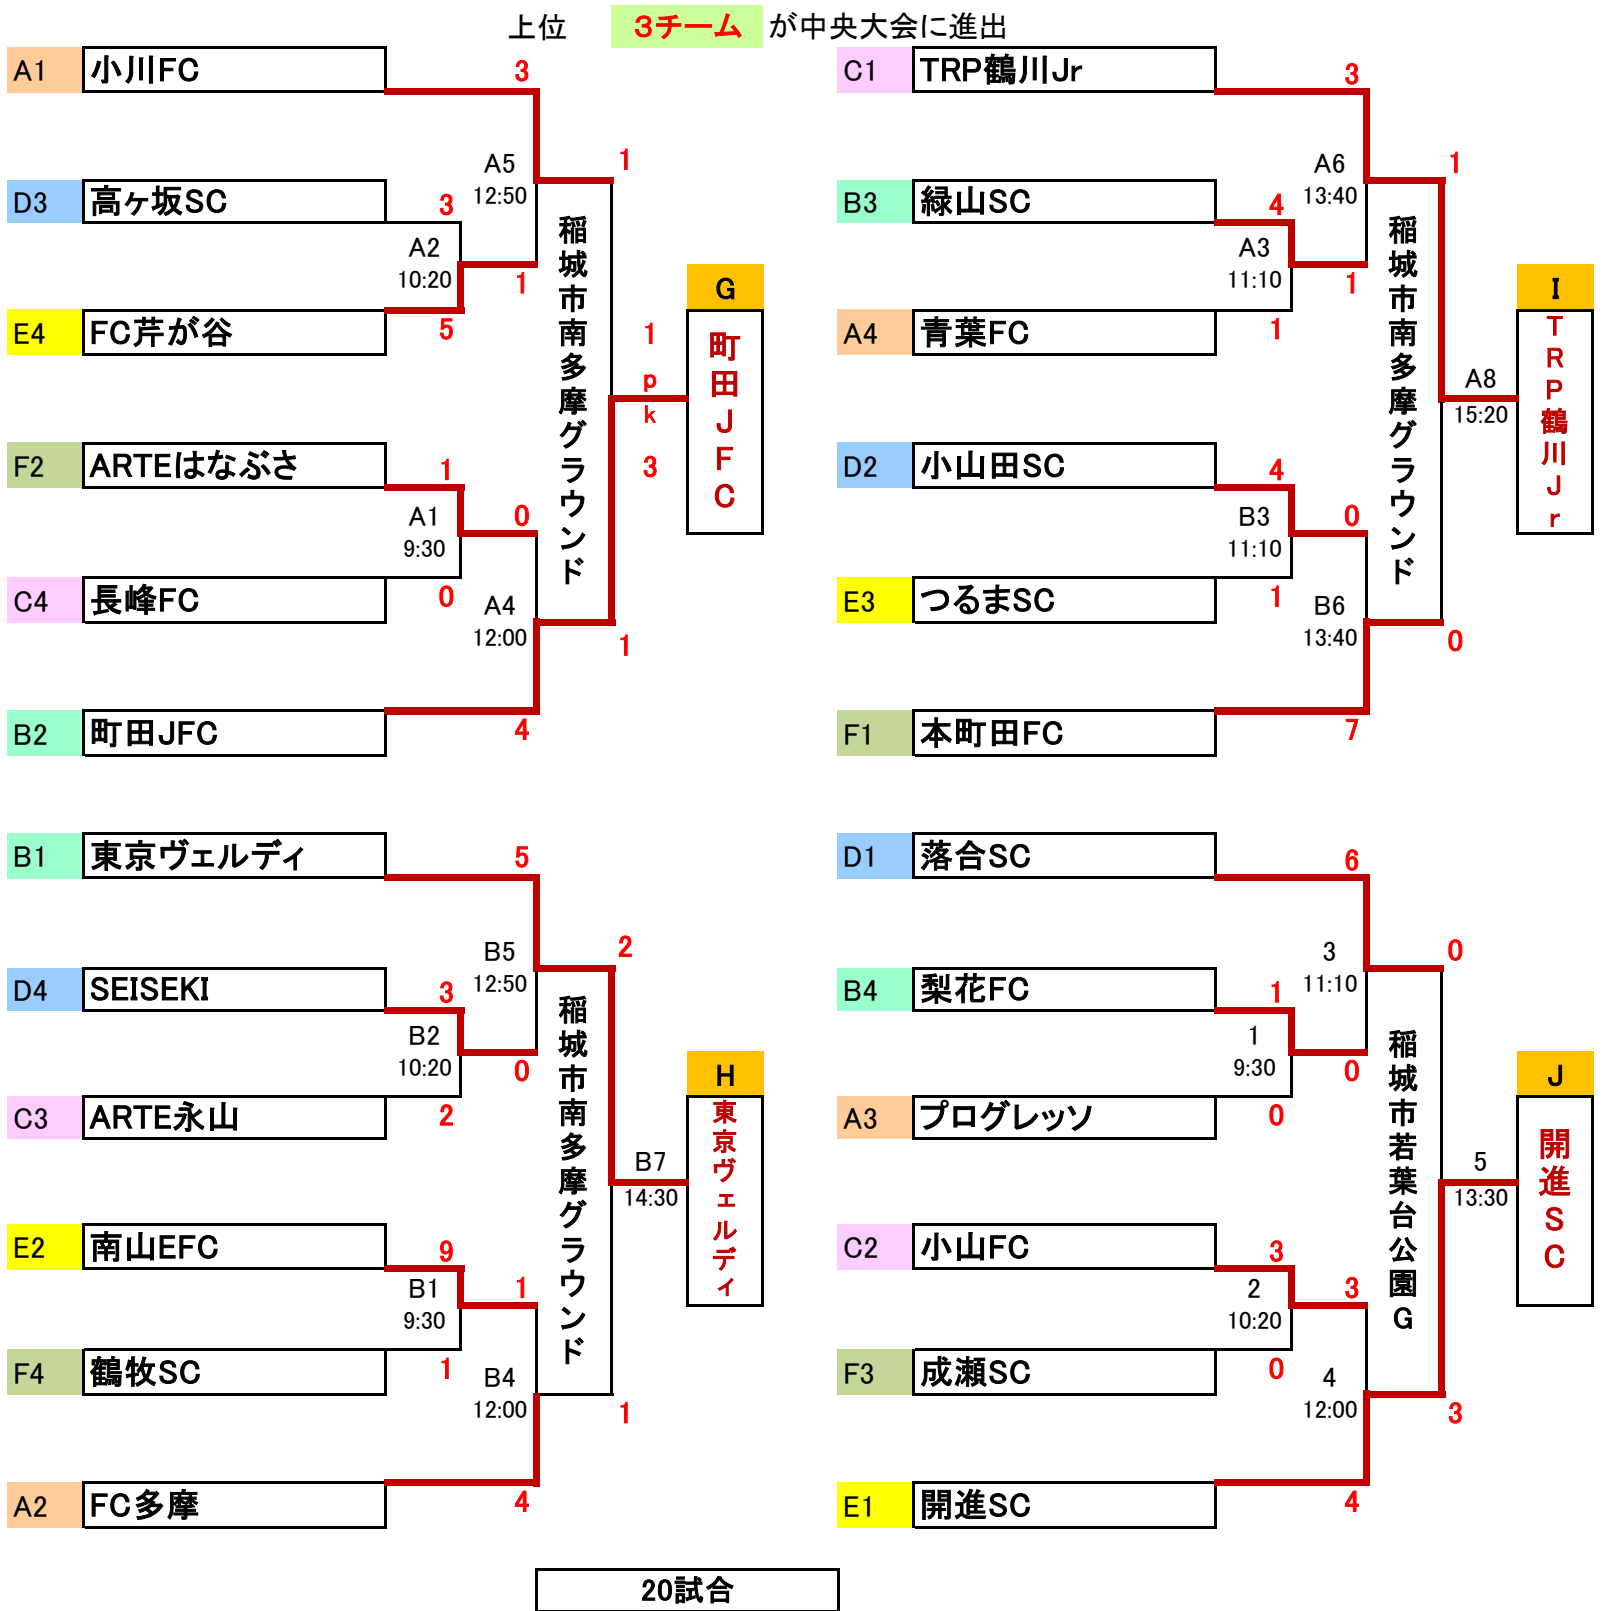 上位 3チーム が中央大会に進出
A1 小川FC 3
A5
12:50
1
D3 高ヶ坂SC 3
A2
10:20
1
E4 FC芹が谷 5
稲城市南多摩グラウンド
G
町田JFC
1
p
k
3
F2 ARTEはなぶさ 1
A1
9:30
0
C4 長峰FC 0
A4
12:00
1
B2 町田JFC 4
C1 TRP鶴川Jr 3
A6
13:40
1
B3 緑山SC 4
A3
11:10
1
A4 青葉FC 1
稲城市南多摩グラウンド
I
TRP鶴川Jr
A8
15:20
D2 小山田SC 4
B3
11:10
0
E3 つるまSC 1
B6
13:40
0
F1 本町田FC 7
B1 東京ヴェルディ 5
B5
12:50
2
D4 SEISEKI 3
B2
10:20
0
C3 ARTE永山 2
稲城市南多摩グラウンド
H
東京ヴェルディ
B7
14:30
E2 南山EFC 9
B1
9:30
1
F4 鶴牧SC 1
B4
12:00
1
A2 FC多摩 4
D1 落合SC 6
3
11:10
0
B4 梨花FC 1
1
9:30
0
A3 プログレッソ 0
稲城市若葉台公園G
J
開進SC
5
13:30
C2 小山FC 3
2
10:20
3
F3 成瀬SC 0
4
12:00
3
E1 開進SC 4
20試合